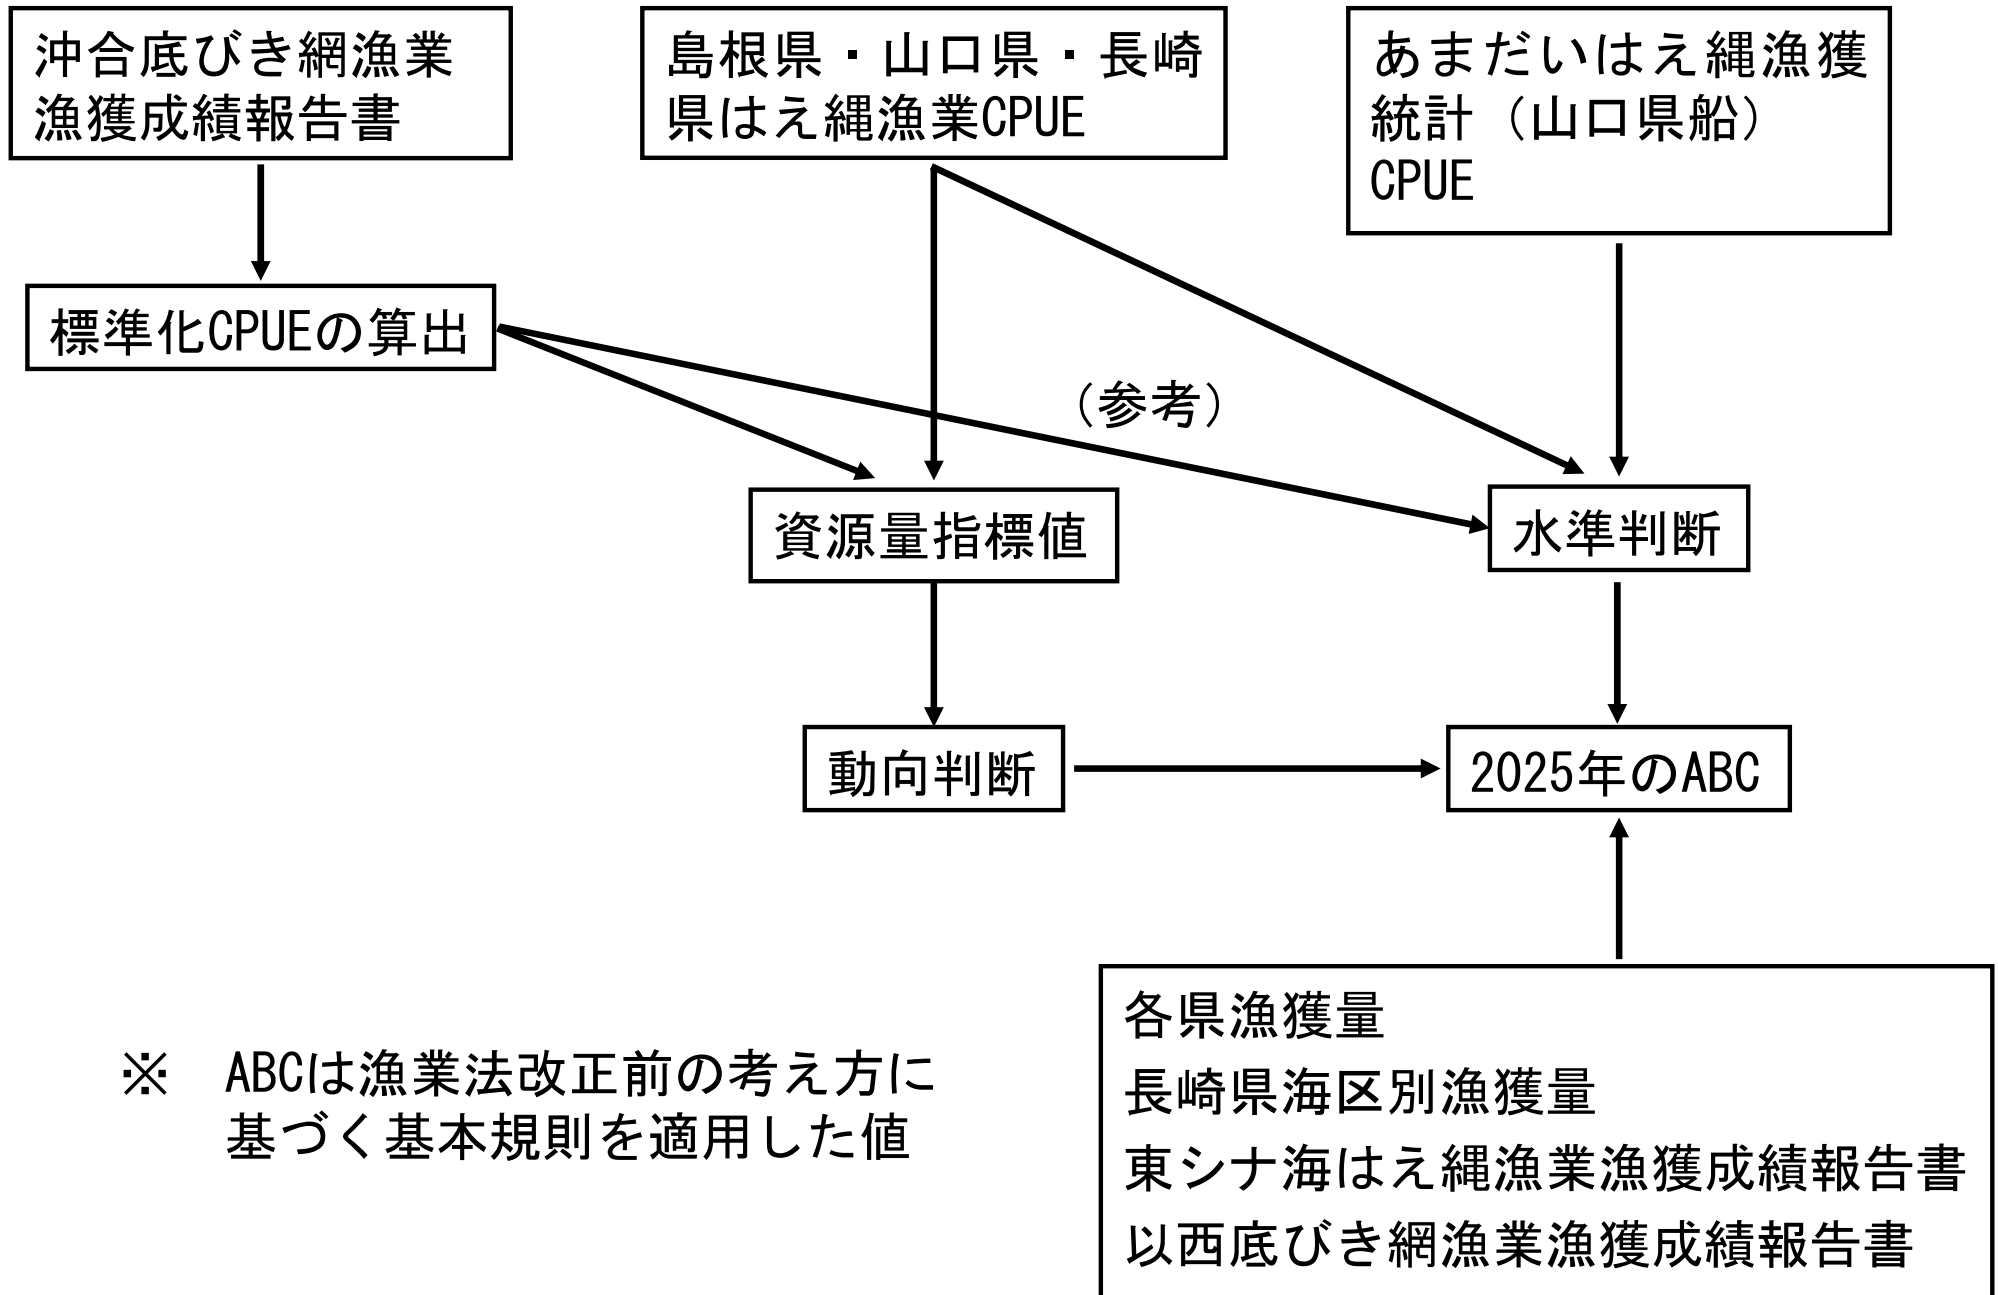 沖合底びき網漁業
漁獲成績報告書
島根県・山口県・長崎
県はえ縄漁業CPUE
あまだいはえ縄漁獲
統計（山口県船）
CPUE
標準化CPUEの算出
（参考）
資源量指標値
水準判断
動向判断
2025年のABC
各県漁獲量
長崎県海区別漁獲量
東シナ海はえ縄漁業漁獲成績報告書
以西底びき網漁業漁獲成績報告書
※　ABCは漁業法改正前の考え方に
基づく基本規則を適用した値